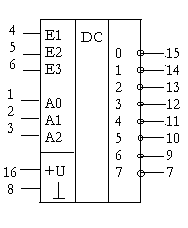 4 E1 DC
5 E2 0 15
6 E3 1 14
2 13
1 A0 3 12
2 A1 4 11
3 A2 5 10
6 9
16 +U 7 7
8 ⊥